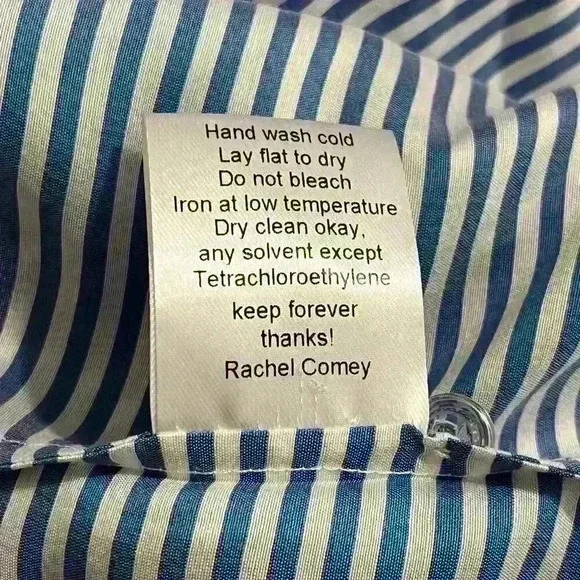 Hand wash cold
Lay flat to dry
Do not bleach
Iron at low temperature
Dry clean okay,
any solvent except
Tetrachloroethylene
keep forever
thanks!
Rachel Comey